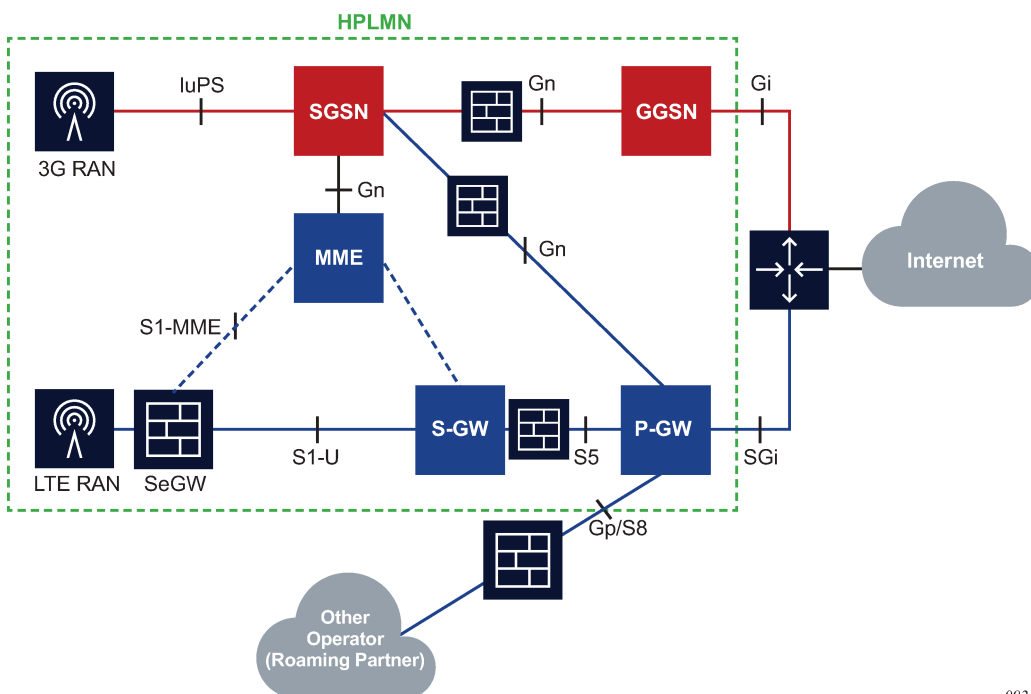 HPLMN
IuPS
Gn
Gi
SGSN
GGSN
3G RAN
Gn
Gn
MME
Internet
S1-MME
S-GW
P-GW
S1-U
S5
SGi
LTE RAN
SeGW
Gp/S8
Other
Operator
(Roaming Partner)